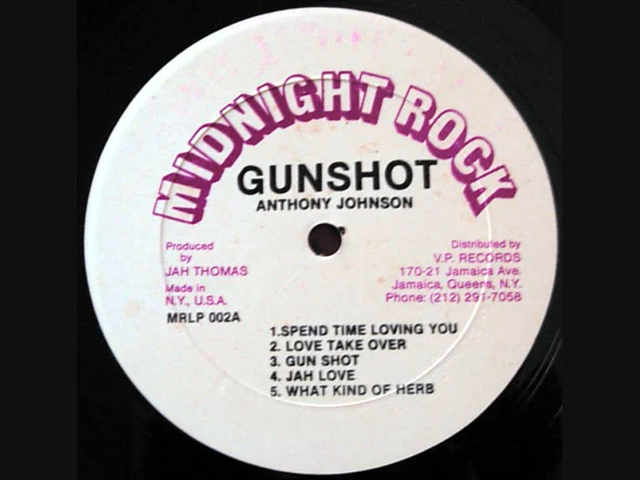 MIDNIGHT ROCK
GUNSHOT
ANTHONY JOHNSON
Produced
by
JAH THOMAS
Made in
N.Y., U.S.A.
MRLP 002A
Distributed by
V.P. RECORDS
170-21 Jamaica Ave.
Jamaica, Queens, N.Y.
Phone: (212) 291-7058
1.SPEND TIME LOVING YOU
2. LOVE TAKE OVER
3. GUN SHOT
4. JAH LOVE
5. WHAT KIND OF HERB